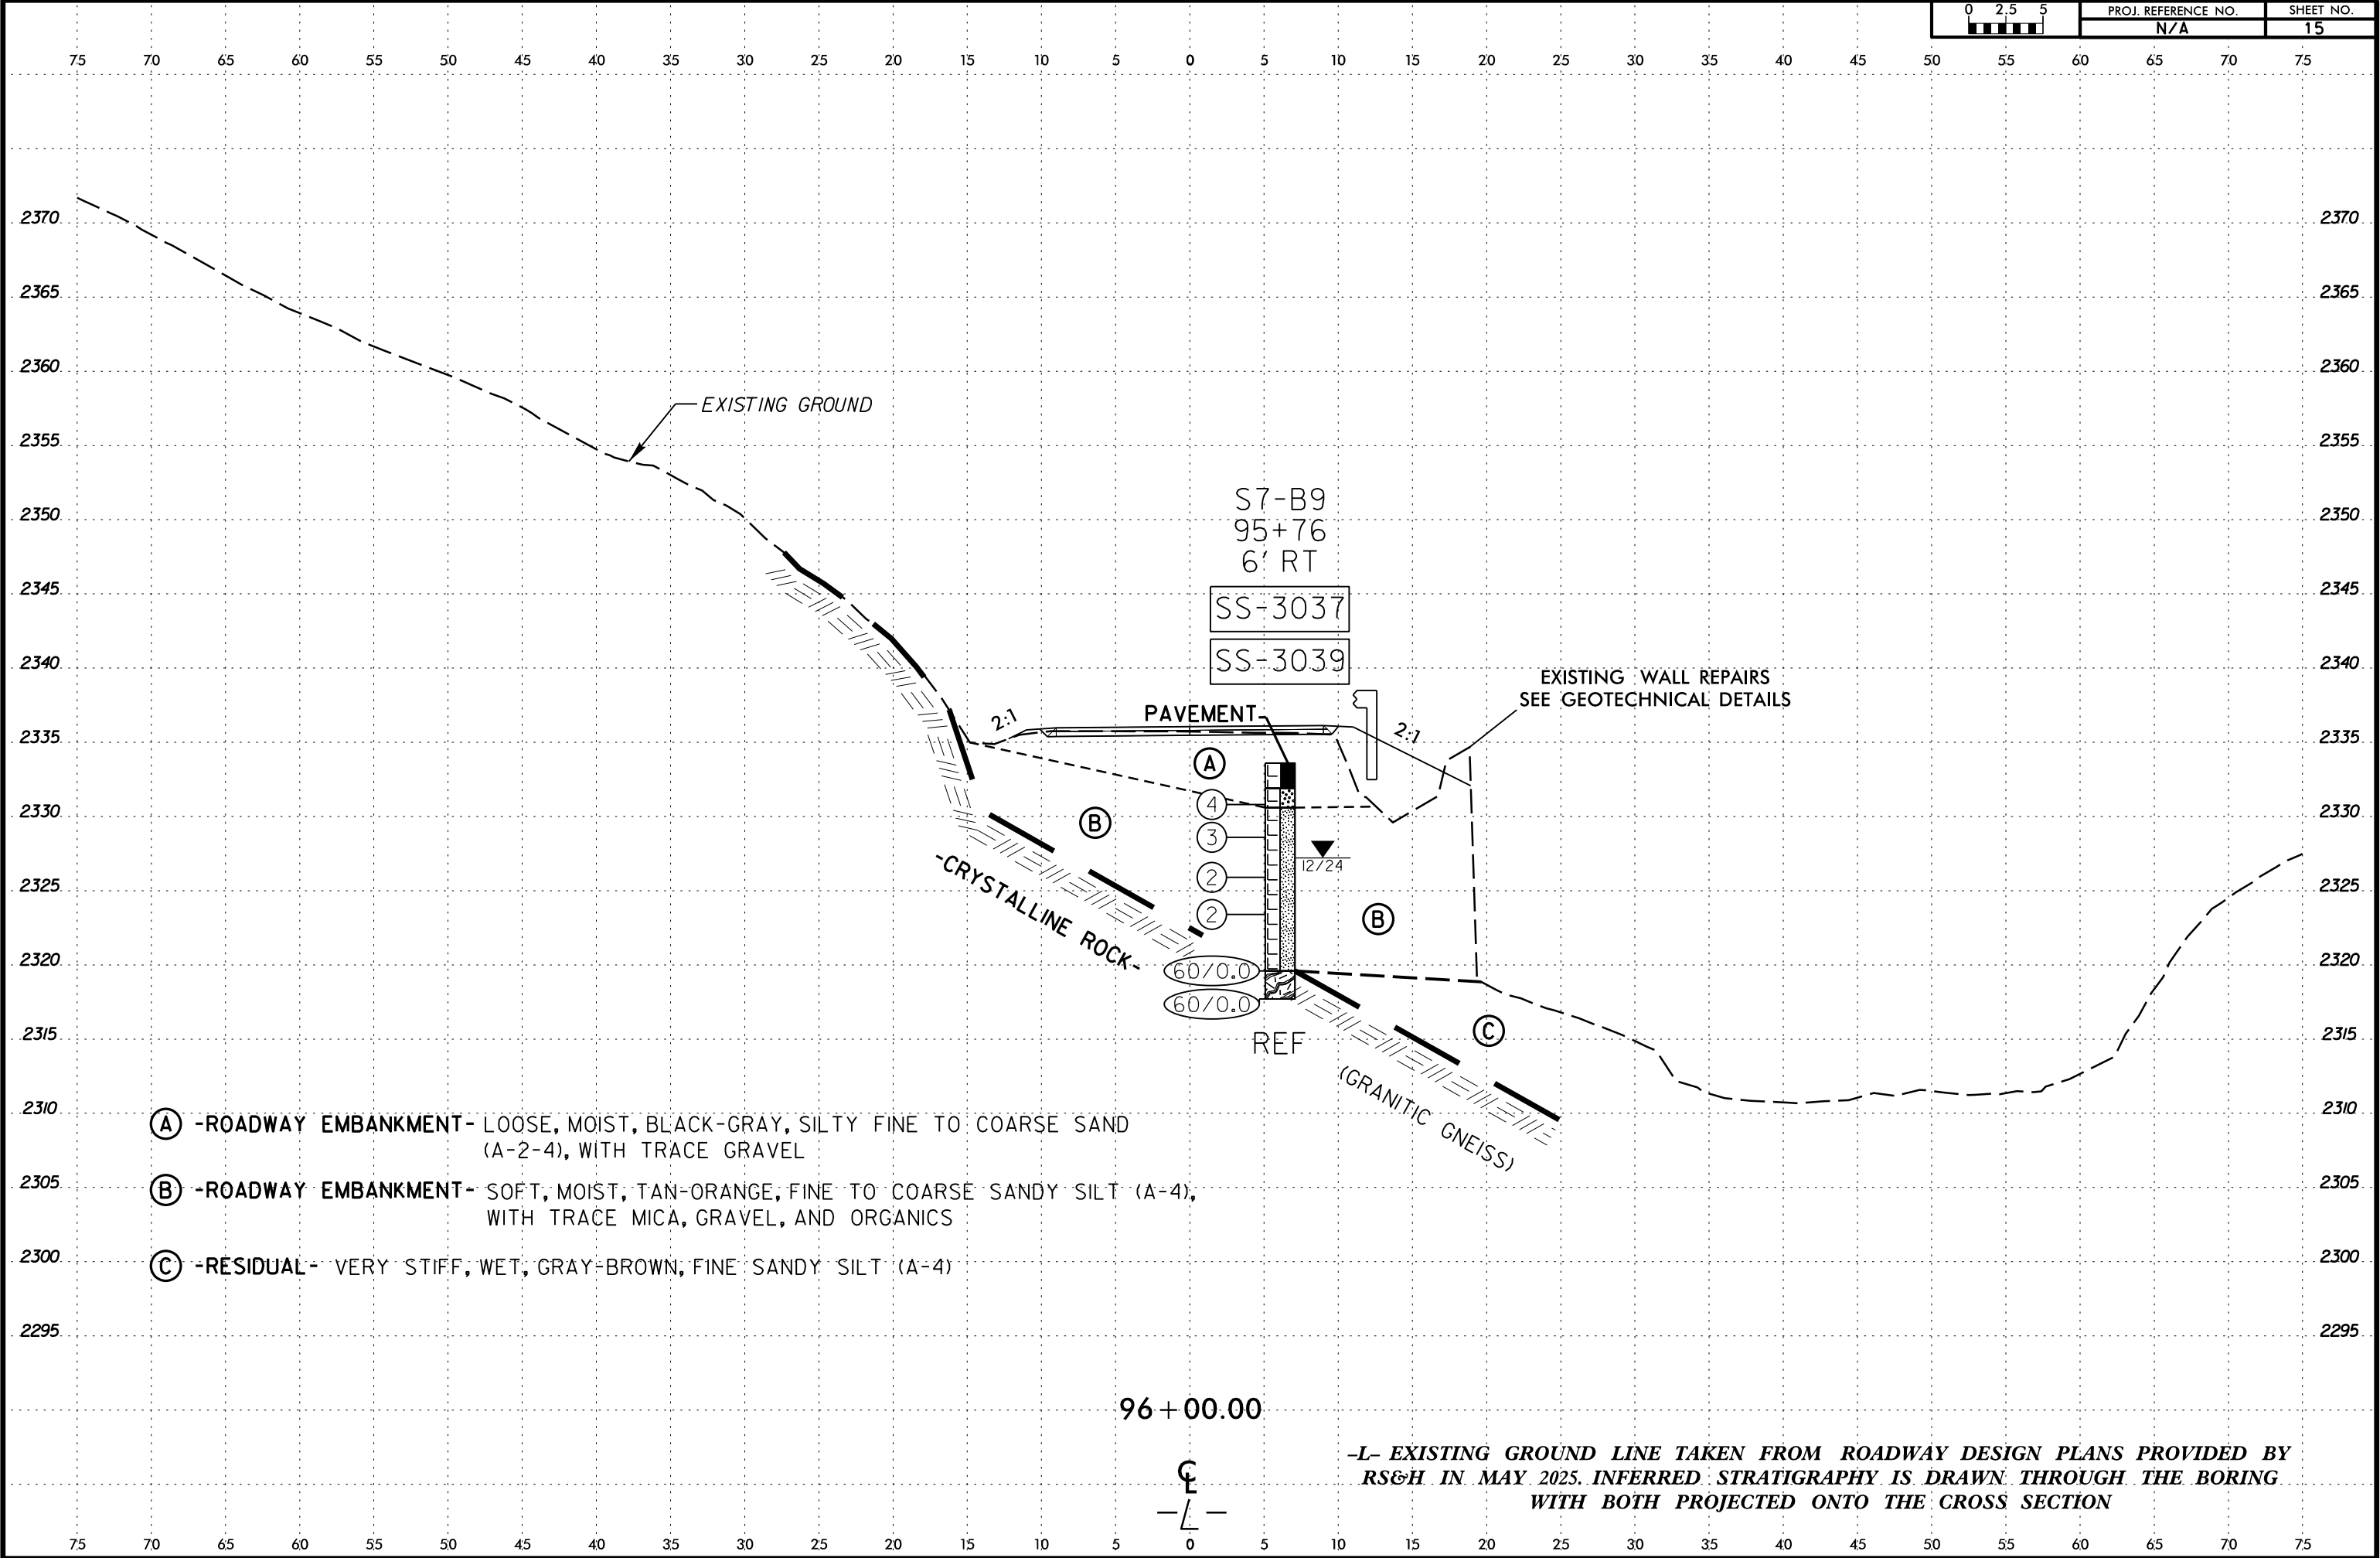 0 2.5 5
PROJ. REFERENCE NO. SHEET NO.
N/A 15
75 70 65 60 55 50 45 40 35 30 25 20 15 10 5 0 5 10 15 20 25 30 35 40 45 50 55 60 65 70 75
2370 2370
2365 2365
2360 2360
EXISTING GROUND
2355 2355
S7-B9
2350 2350
95+76
6' RT
2345 2345
SS-3037
SS-3039
2340 2340
EXISTING WALL REPAIRS
SEE GEOTECHNICAL DETAILS
PAVEMENT
2:1 2:1
2335 2335
A
4
2330 2330
B
3
12/24
-CRYSTALLINE ROCK-
2
2325 2325
2
B
2320 2320
60/0.0
60/0.0
2315 2315
REF
C
(GRANITIC GNEISS)
2310 2310
A -ROADWAY EMBANKMENT- LOOSE, MOIST, BLACK-GRAY, SILTY FINE TO COARSE SAND
(A-2-4), WITH TRACE GRAVEL
2305 2305
B -ROADWAY EMBANKMENT- SOFT, MOIST, TAN-ORANGE, FINE TO COARSE SANDY SILT (A-4),
WITH TRACE MICA, GRAVEL, AND ORGANICS
2300 2300
C -RESIDUAL- VERY STIFF, WET, GRAY-BROWN, FINE SANDY SILT (A-4)
2295 2295
96+00.00
CL
-L-
-L- EXISTING GROUND LINE TAKEN FROM ROADWAY DESIGN PLANS PROVIDED BY
RS&H IN MAY 2025. INFERRED STRATIGRAPHY IS DRAWN THROUGH THE BORING
WITH BOTH PROJECTED ONTO THE CROSS SECTION
75 70 65 60 55 50 45 40 35 30 25 20 15 10 5 0 5 10 15 20 25 30 35 40 45 50 55 60 65 70 75